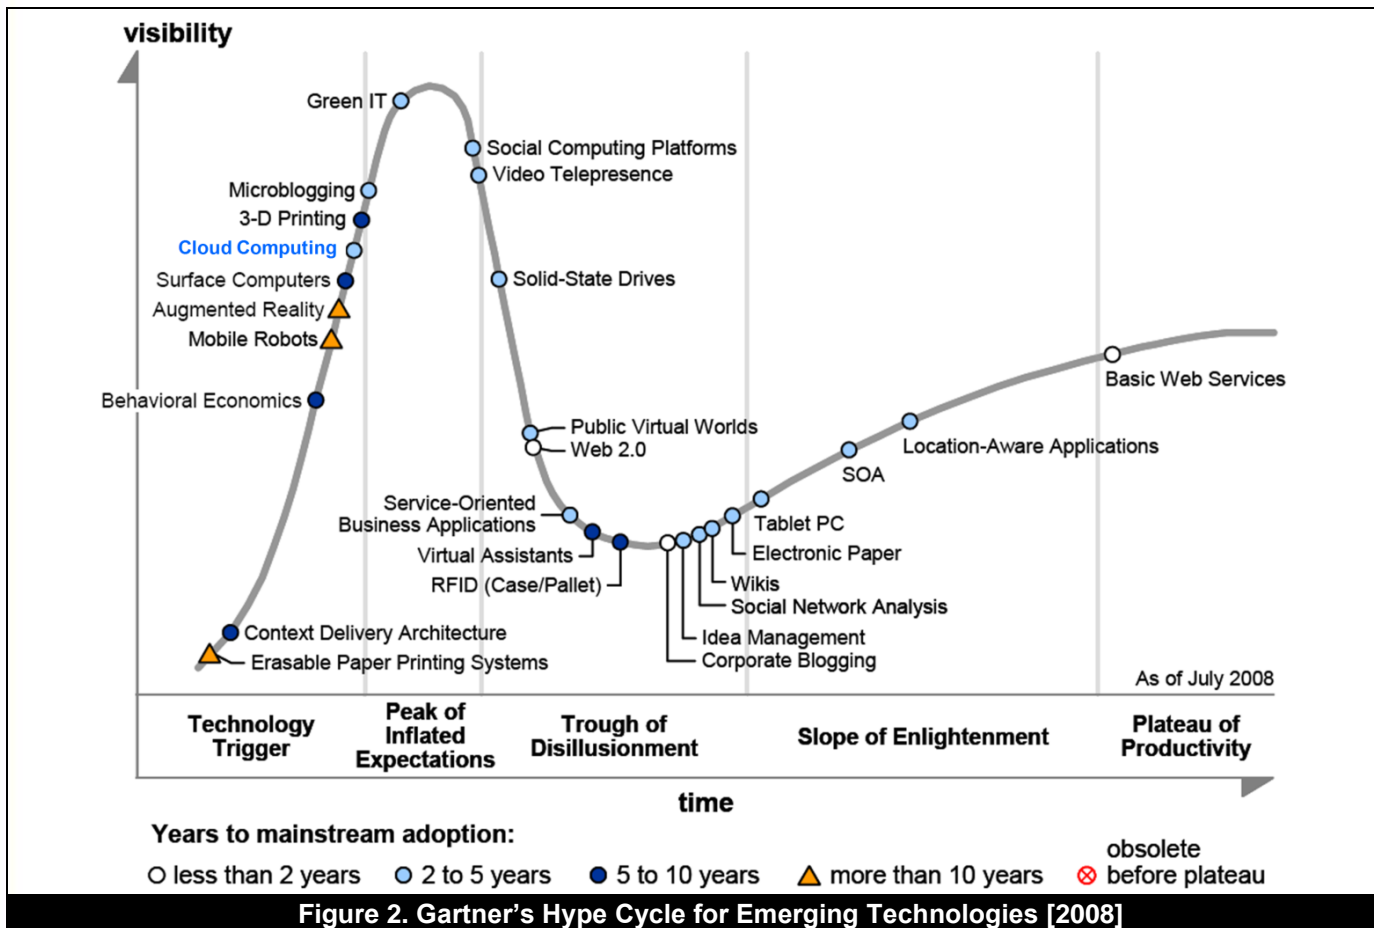 visibility
Green IT
Social Computing Platforms
Video Telepresence
Microblogging
3-D Printing
Cloud Computing
Surface Computers
Solid-State Drives
Augmented Reality
Mobile Robots
Basic Web Services
Behavioral Economics
Public Virtual Worlds
Web 2.0
Location-Aware Applications
SOA
Service-Oriented
Business Applications
Tablet PC
Virtual Assistants
Electronic Paper
RFID (Case/Pallet)
Wikis
Social Network Analysis
Context Delivery Architecture
Idea Management
Erasable Paper Printing Systems
Corporate Blogging
As of July 2008
Technology
Trigger
Peak of
Inflated
Expectations
Trough of
Disillusionment
Slope of Enlightenment
Plateau of
Productivity
time
Years to mainstream adoption:
less than 2 years
2 to 5 years
5 to 10 years
more than 10 years
obsolete
before plateau
Figure 2. Gartner’s Hype Cycle for Emerging Technologies [2008]